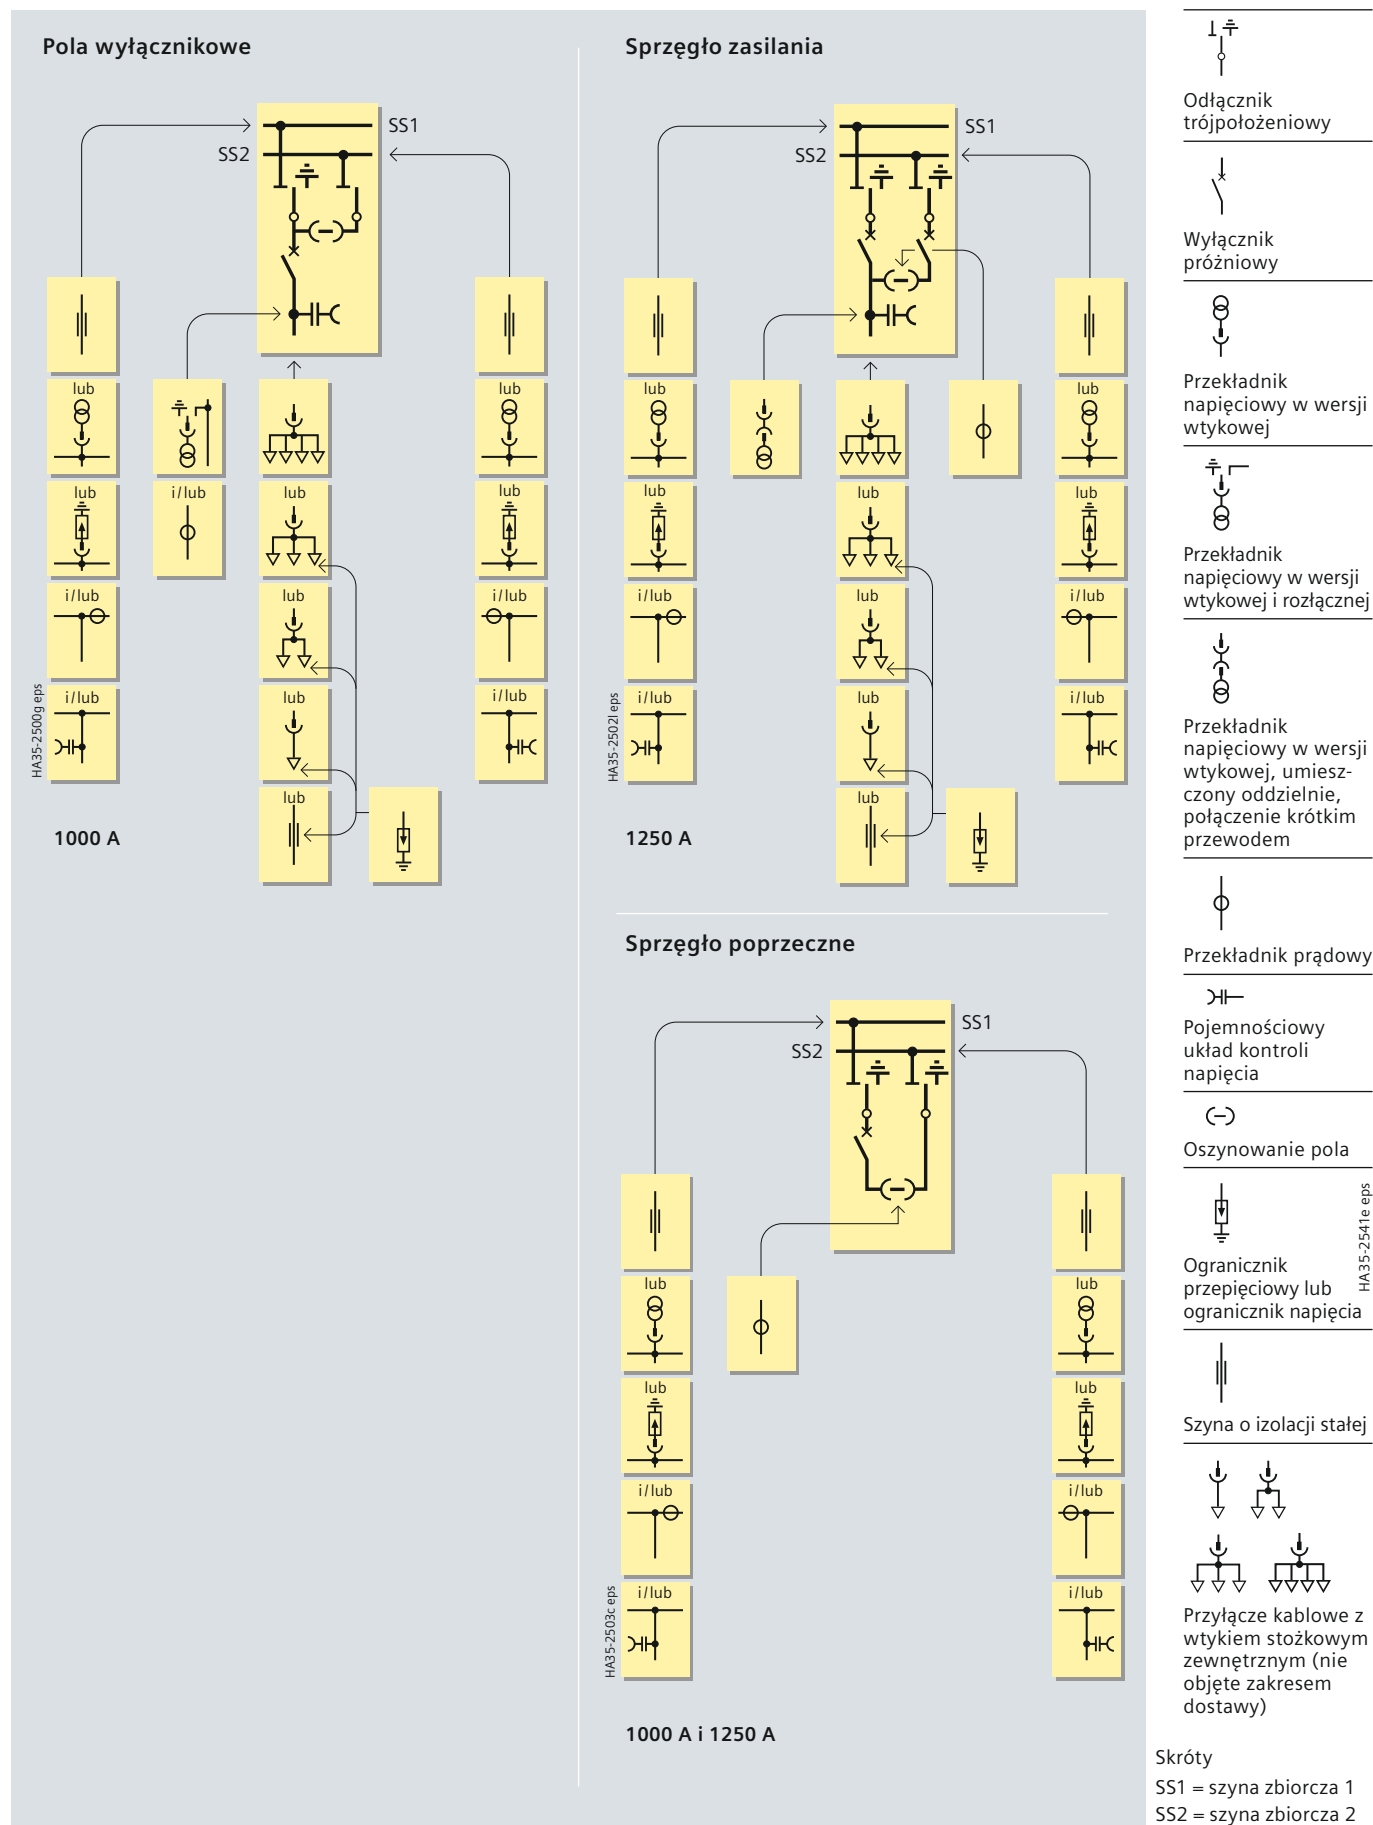 Pola wyłącznikowe
SS1
SS2
lub
lub
i/lub
i/lub
i/lub
lub
lub
lub
lub
lub
lub
i/lub
i/lub
HA35-2500g eps
1000 A
Sprzęgło zasilania
SS1
SS2
lub
lub
i/lub
i/lub
lub
lub
lub
lub
lub
lub
i/lub
i/lub
HA35-2502l eps
1250 A
Sprzęgło poprzeczne
SS1
SS2
lub
lub
i/lub
i/lub
lub
lub
i/lub
i/lub
HA35-2503c eps
1000 A i 1250 A
Odłącznik
trójpołożeniowy
Wyłącznik
próżniowy
Przekładnik
napięciowy w wersji
wtykowej
Przekładnik
napięciowy w wersji
wtykowej i rozłącznej
Przekładnik
napięciowy w wersji
wtykowej, umiesz-
czony oddzielnie,
połączenie krótkim
przewodem
Przekładnik prądowy
Pojemnościowy
układ kontroli
napięcia
Oszynowanie pola
Ogranicznik
przepięciowy lub
ogranicznik napięcia
HA35-2541e eps
Szyna o izolacji stałej
Przyłącze kablowe z
wtykiem stożkowym
zewnętrznym (nie
objęte zakresem
dostawy)
Skróty
SS1 = szyna zbiorcza 1
SS2 = szyna zbiorcza 2